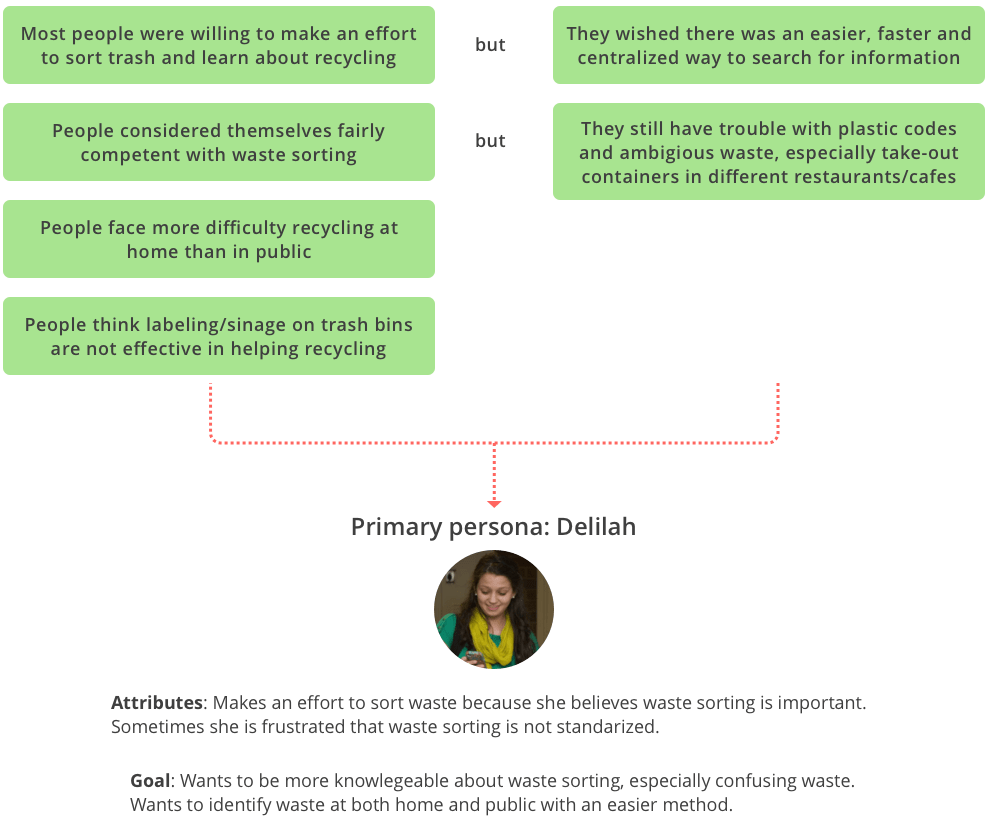 Most people were willing to make an effort
to sort trash and learn about recycling
but
They wished there was an easier, faster and
centralized way to search for information
People considered themselves fairly
competent with waste sorting
but
They still have trouble with plastic codes
and ambigious waste, especially take-out
containers in different restaurants/cafes
People face more difficulty recycling at
home than in public
People think labeling/sinage on trash bins
are not effective in helping recycling
Primary persona: Delilah
Attributes: Makes an effort to sort waste because she believes waste sorting is important.
Sometimes she is frustrated that waste sorting is not standarized.
Goal: Wants to be more knowlegeable about waste sorting, especially confusing waste.
Wants to identify waste at both home and public with an easier method.